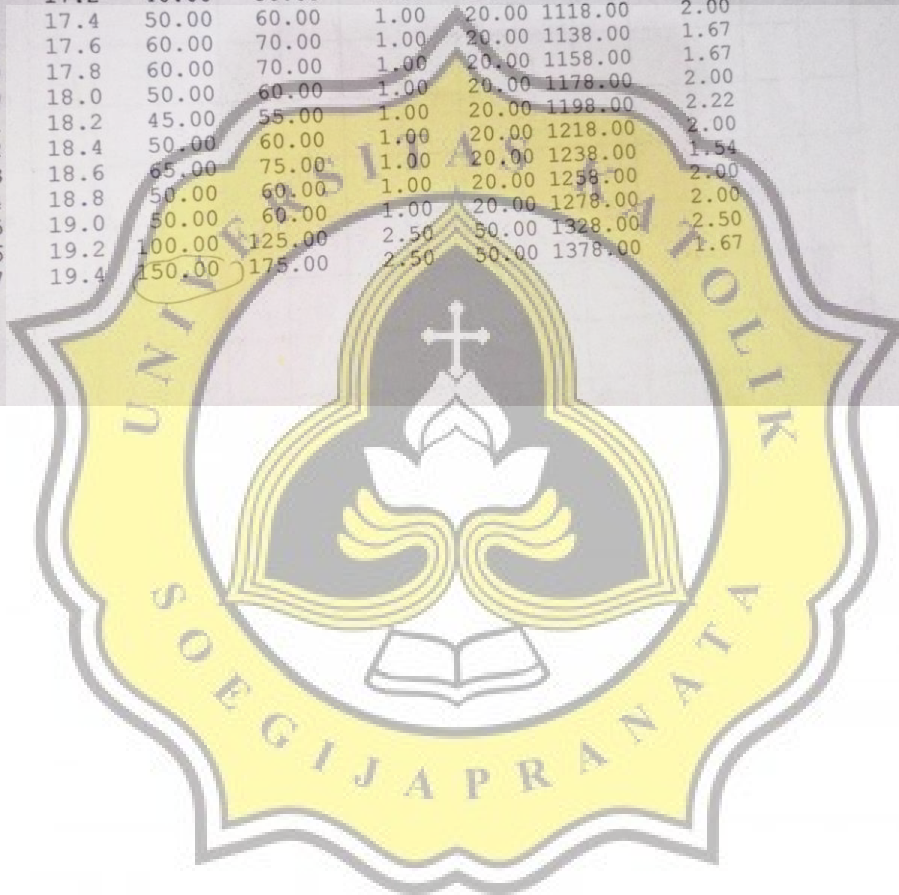 17.4 50.00 60.00 1.00 20.00 1118.00 2.00
17.6 60.00 70.00 1.00 20.00 1138.00 1.67
17.8 60.00 70.00 1.00 20.00 1158.00 1.67
18.0 50.00 60.00 1.00 20.00 1178.00 2.00
18.2 45.00 55.00 1.00 20.00 1198.00 2.22
18.4 50.00 60.00 1.00 20.00 1218.00 2.00
18.6 65.00 75.00 1.00 20.00 1238.00 1.54
18.8 50.00 60.00 1.00 20.00 1258.00 2.00
19.0 50.00 60.00 1.00 20.00 1278.00 2.00
19.2 100.00 125.00 2.50 50.00 1328.00 2.50
19.4 150.00 175.00 2.50 50.00 1378.00 1.67
UNIVERSITAS KATOLIK
SOEGIJAPRANATA